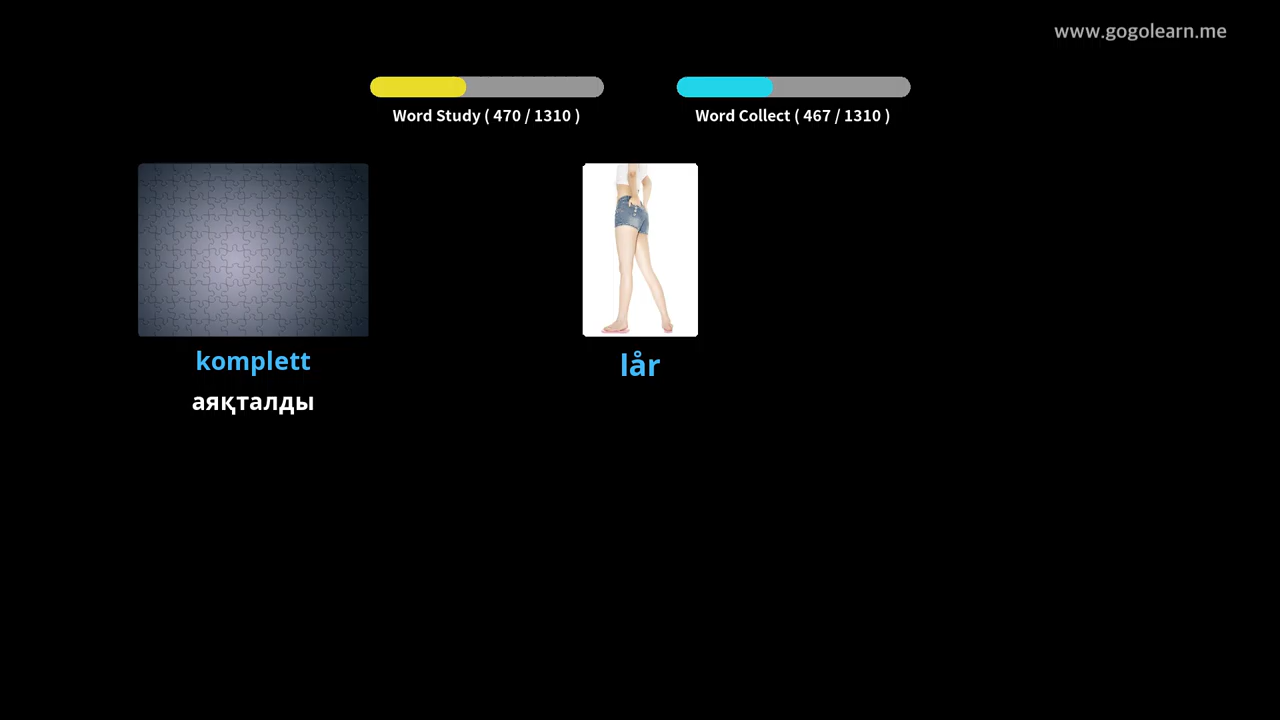 www.gogolearn.me
Word Study ( 470 / 1310 )
Word Collect ( 467 / 1310 )
komplett
аяқталды
lår